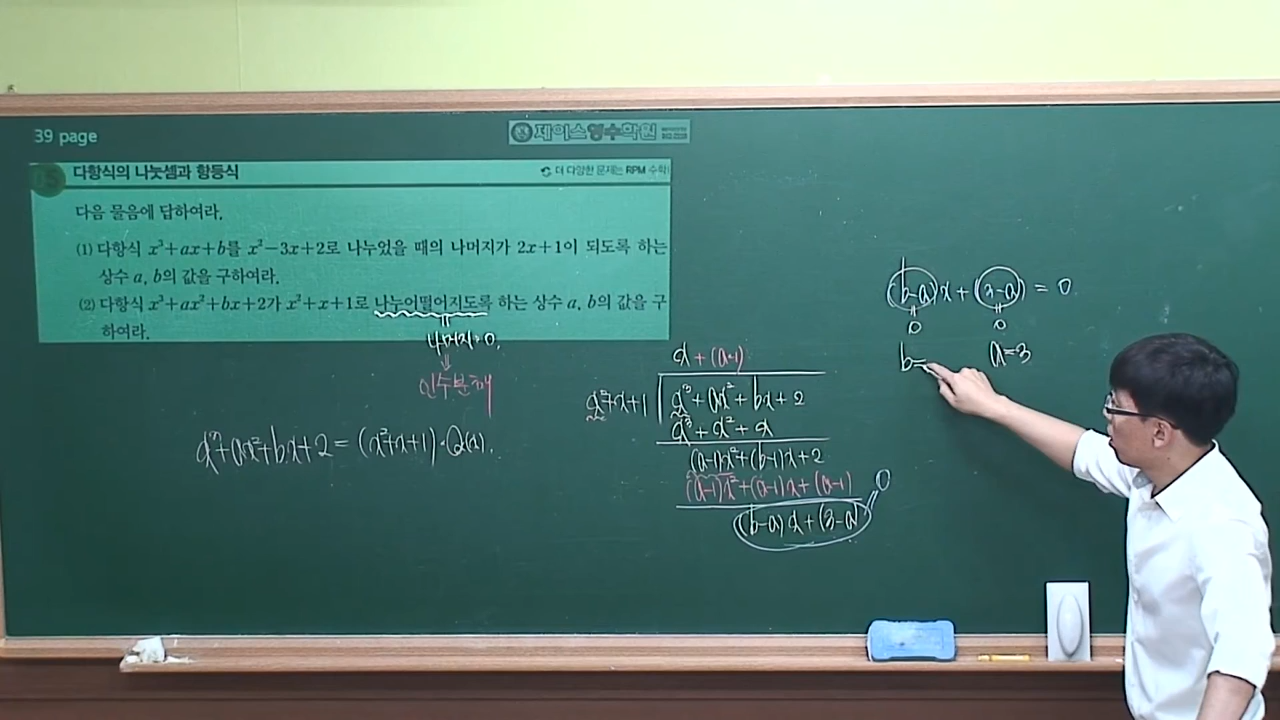 39 page
제이스영수학원
다항식의 나눗셈과 항등식
더 다양한 문제는 RPM 수학
다음 물음에 답하여라.
(1) 다항식 x³+ax+b를 x²-3x+2로 나누었을 때의 나머지가 2x+1이 되도록 하는
상수 a, b의 값을 구하여라.
(2) 다항식 x³+ax²+bx+2가 x²+x+1로 나누어떨어지도록 하는 상수 a, b의 값을 구
하여라.
나머지=0.
인수분해
x³+ax²+bx+2=(x²+x+1)·Q(x).
x+(a-1)
x²+x+1 x³+ax²+bx+2
x³+x²+x
(a-1)x²+(b-1)x+2
(a-1)x²+(a-1)x+(a-1)
(b-a)x+(3-a) = 0
(b-a)x+(3-a)=0
0 0
b= a=3